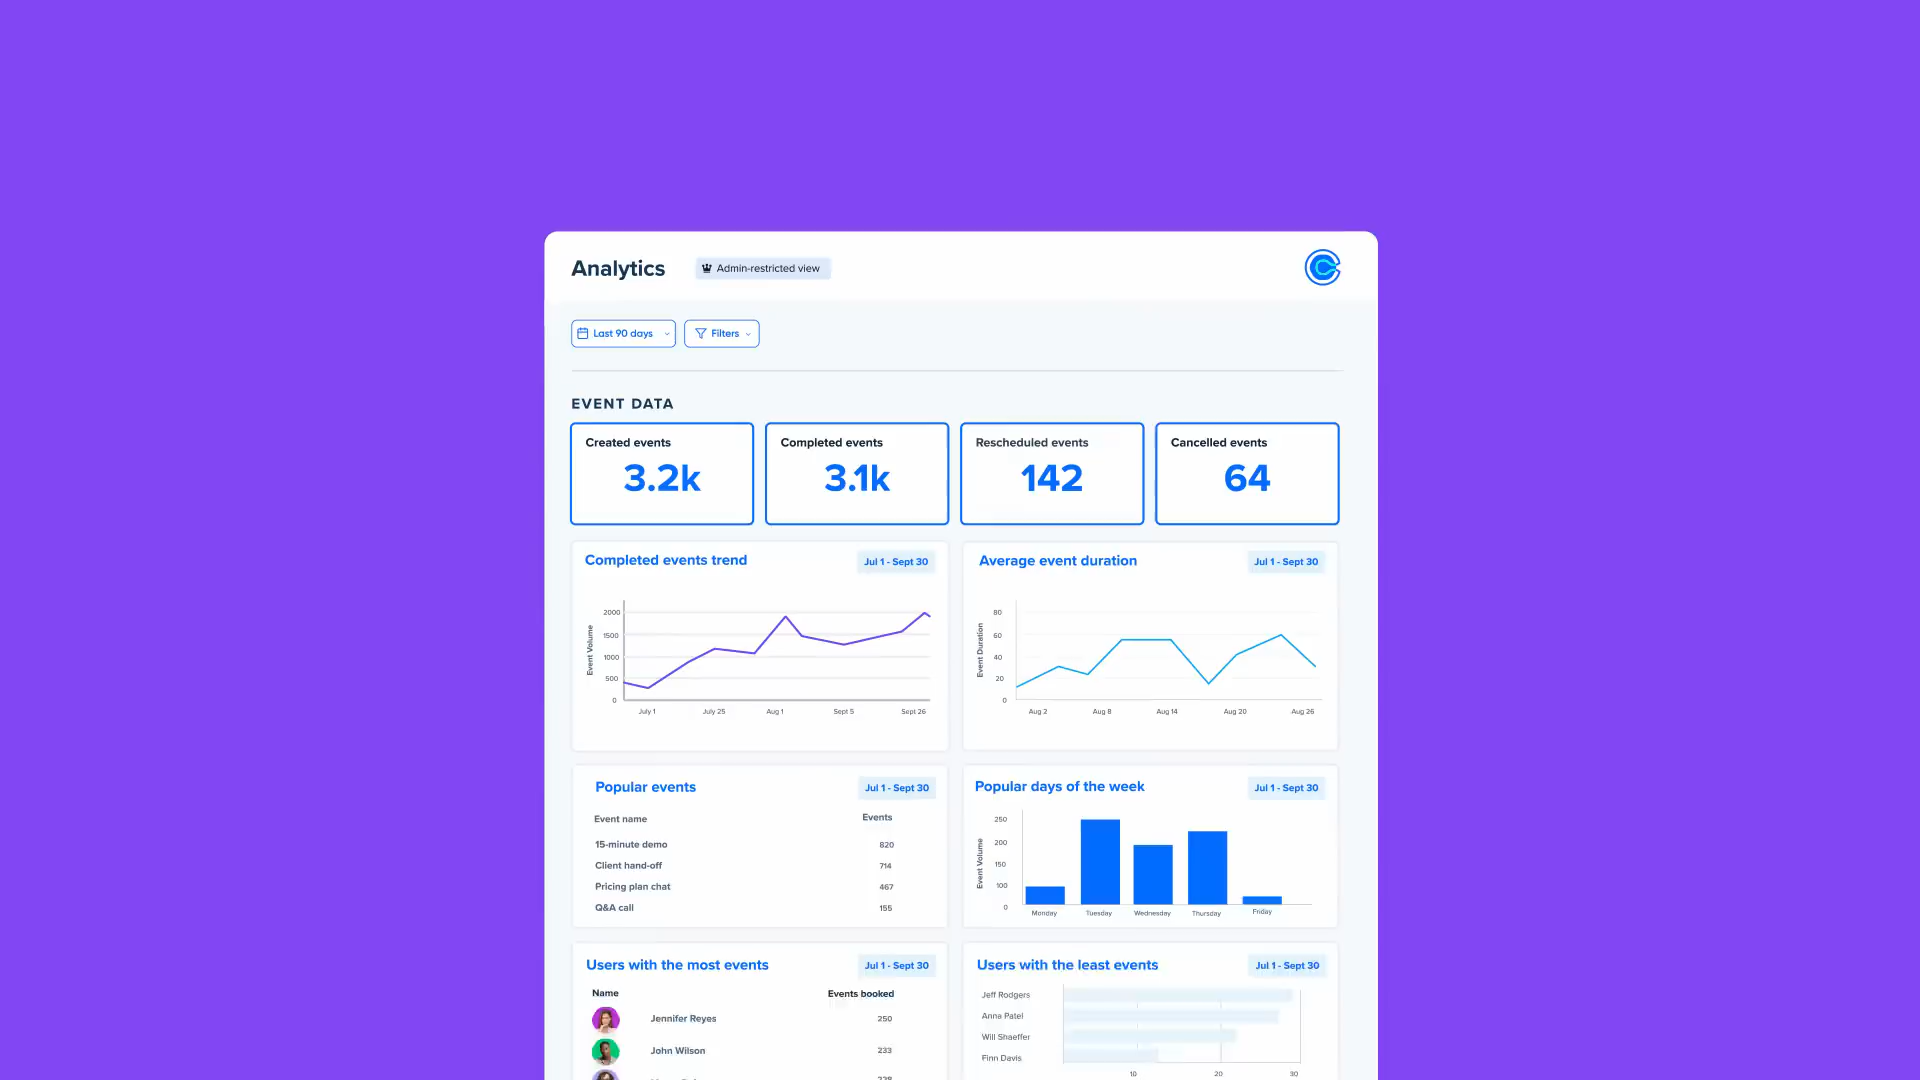 Analytics
Admin-restricted view
Last 90 days
Filters
EVENT DATA
Created events
3.2k
Completed events
3.1k
Rescheduled events
142
Cancelled events
64
Completed events trend
Jul 1 - Sept 30
Event Volume
2000
1500
1000
500
0
July 1
July 25
Aug 1
Sept 5
Sept 26
Average event duration
Jul 1 - Sept 30
Event Duration
80
60
40
20
0
Aug 2
Aug 8
Aug 14
Aug 20
Aug 26
Popular events
Jul 1 - Sept 30
Event name Events
15-minute demo 820
Client hand-off 714
Pricing plan chat 467
Q&A call 155
Popular days of the week
Jul 1 - Sept 30
Event Volume
250
200
150
100
0
Monday
Tuesday
Wednesday
Thursday
Friday
Users with the most events
Jul 1 - Sept 30
Name Events booked
Jennifer Reyes 250
John Wilson 233
Users with the least events
Jul 1 - Sept 30
Jeff Rodgers
Anna Patel
Will Shaeffer
Finn Davis
10
20
30